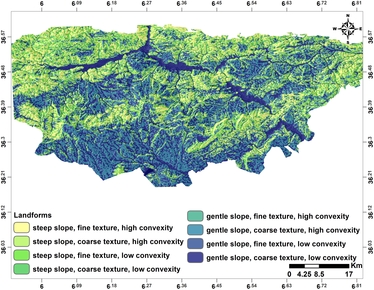 6 6.09 6.18 6.27 6.36 6.45 6.54 6.63 6.72 6.81
N
W E
S
36.57 36.57
36.48 36.48
36.39 36.39
36.3 36.3
36.21 36.21
36.12 36.12
36.03 36.03
Landforms
steep slope, fine texture, high convexity
steep slope, coarse texture, high convexity
steep slope, fine texture, low convexity
steep slope, coarse texture, low convexity
gentle slope, fine texture, high convexity
gentle slope, coarse texture, high convexity
gentle slope, fine texture, low convexity
gentle slope, coarse texture, low convexity
Km
0 4.25 8.5 17
6 6.09 6.18 6.27 6.36 6.45 6.54 6.63 6.72 6.81